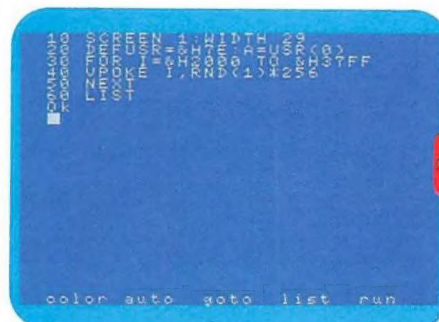 10 SCREEN 1:WIDTH 29
20 DEFUSR=&H7E:A=USR(0)
30 FOR I=&H2000 TO &H37FF
40 VPOKE I,RND(1)*256
50 NEXT
60 LIST
Ok
color auto goto list run